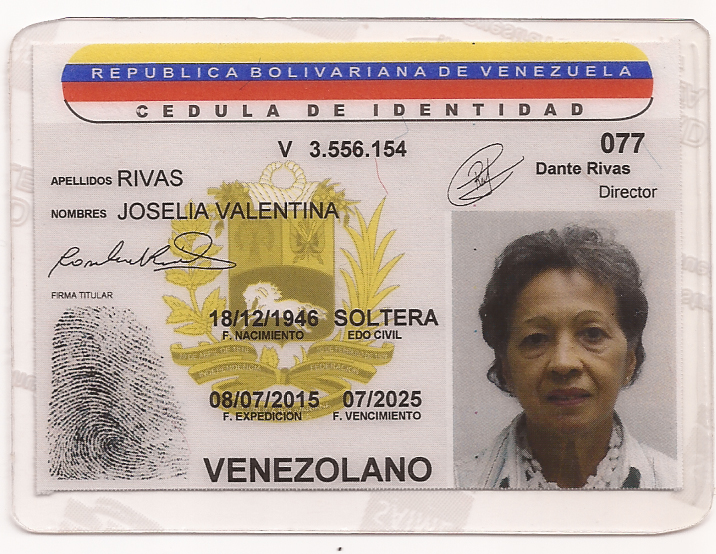 REPUBLICA BOLIVARIANA DE VENEZUELA
CEDULA DE IDENTIDAD
V 3.556.154
077
Dante Rivas
Director
APELLIDOS RIVAS
NOMBRES JOSELIA VALENTINA
FIRMA TITULAR
18/12/1946 SOLTERA
F. NACIMIENTO EDO CIVIL
08/07/2015 07/2025
F. EXPEDICION F. VENCIMIENTO
VENEZOLANO